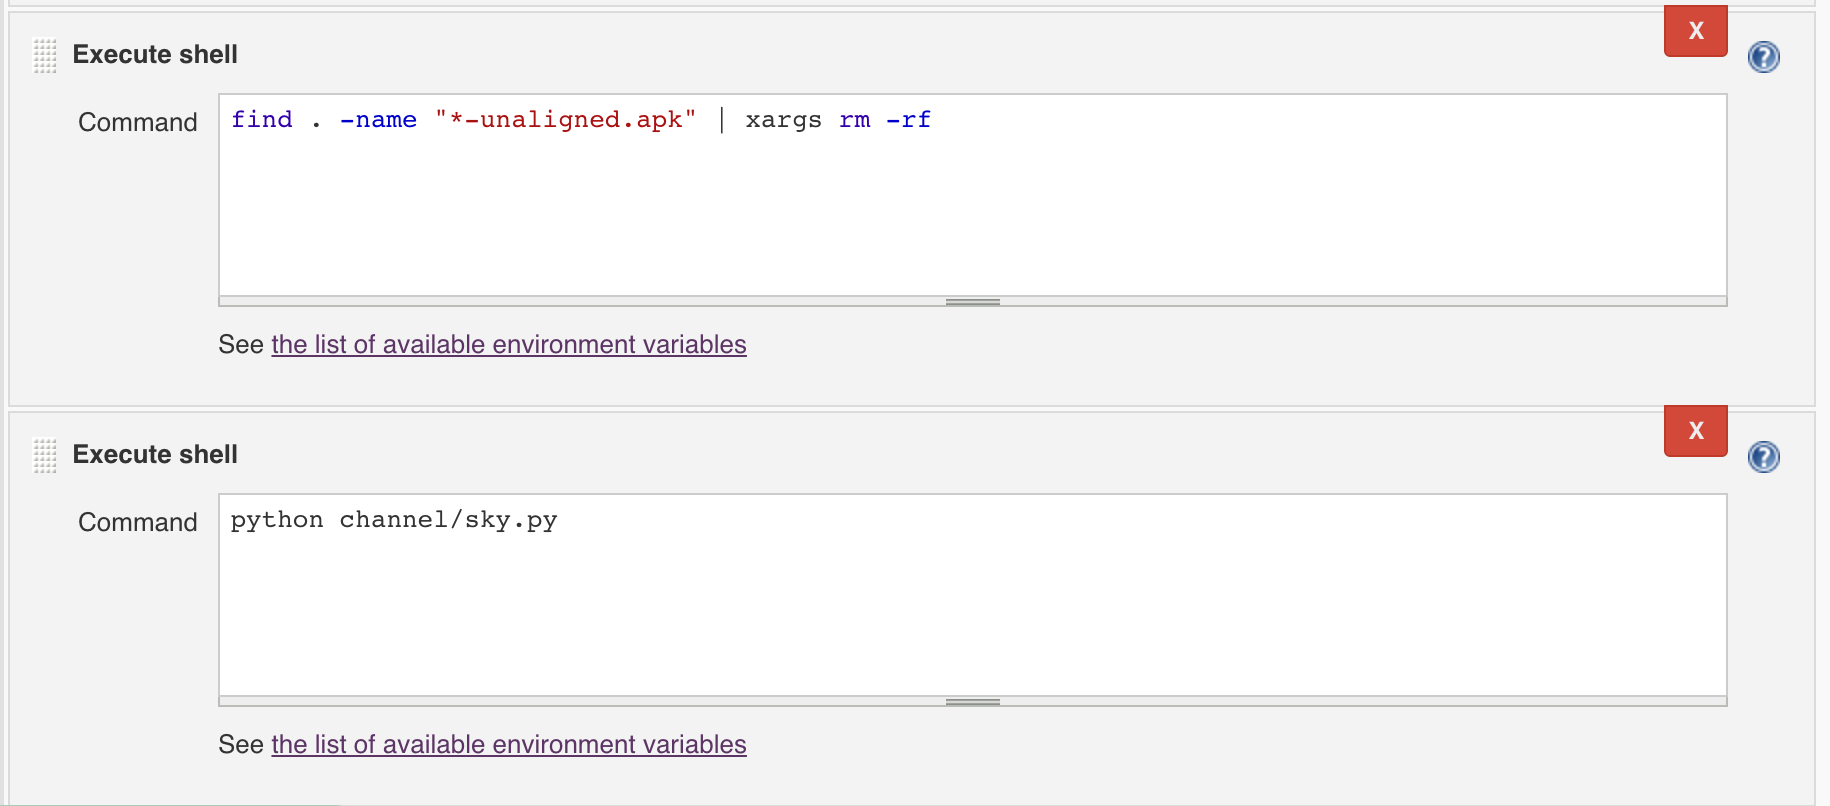 Execute shell
X
?
Command
find . -name "*-unaligned.apk" | xargs rm -rf
See the list of available environment variables
Execute shell
X
?
Command
python channel/sky.py
See the list of available environment variables